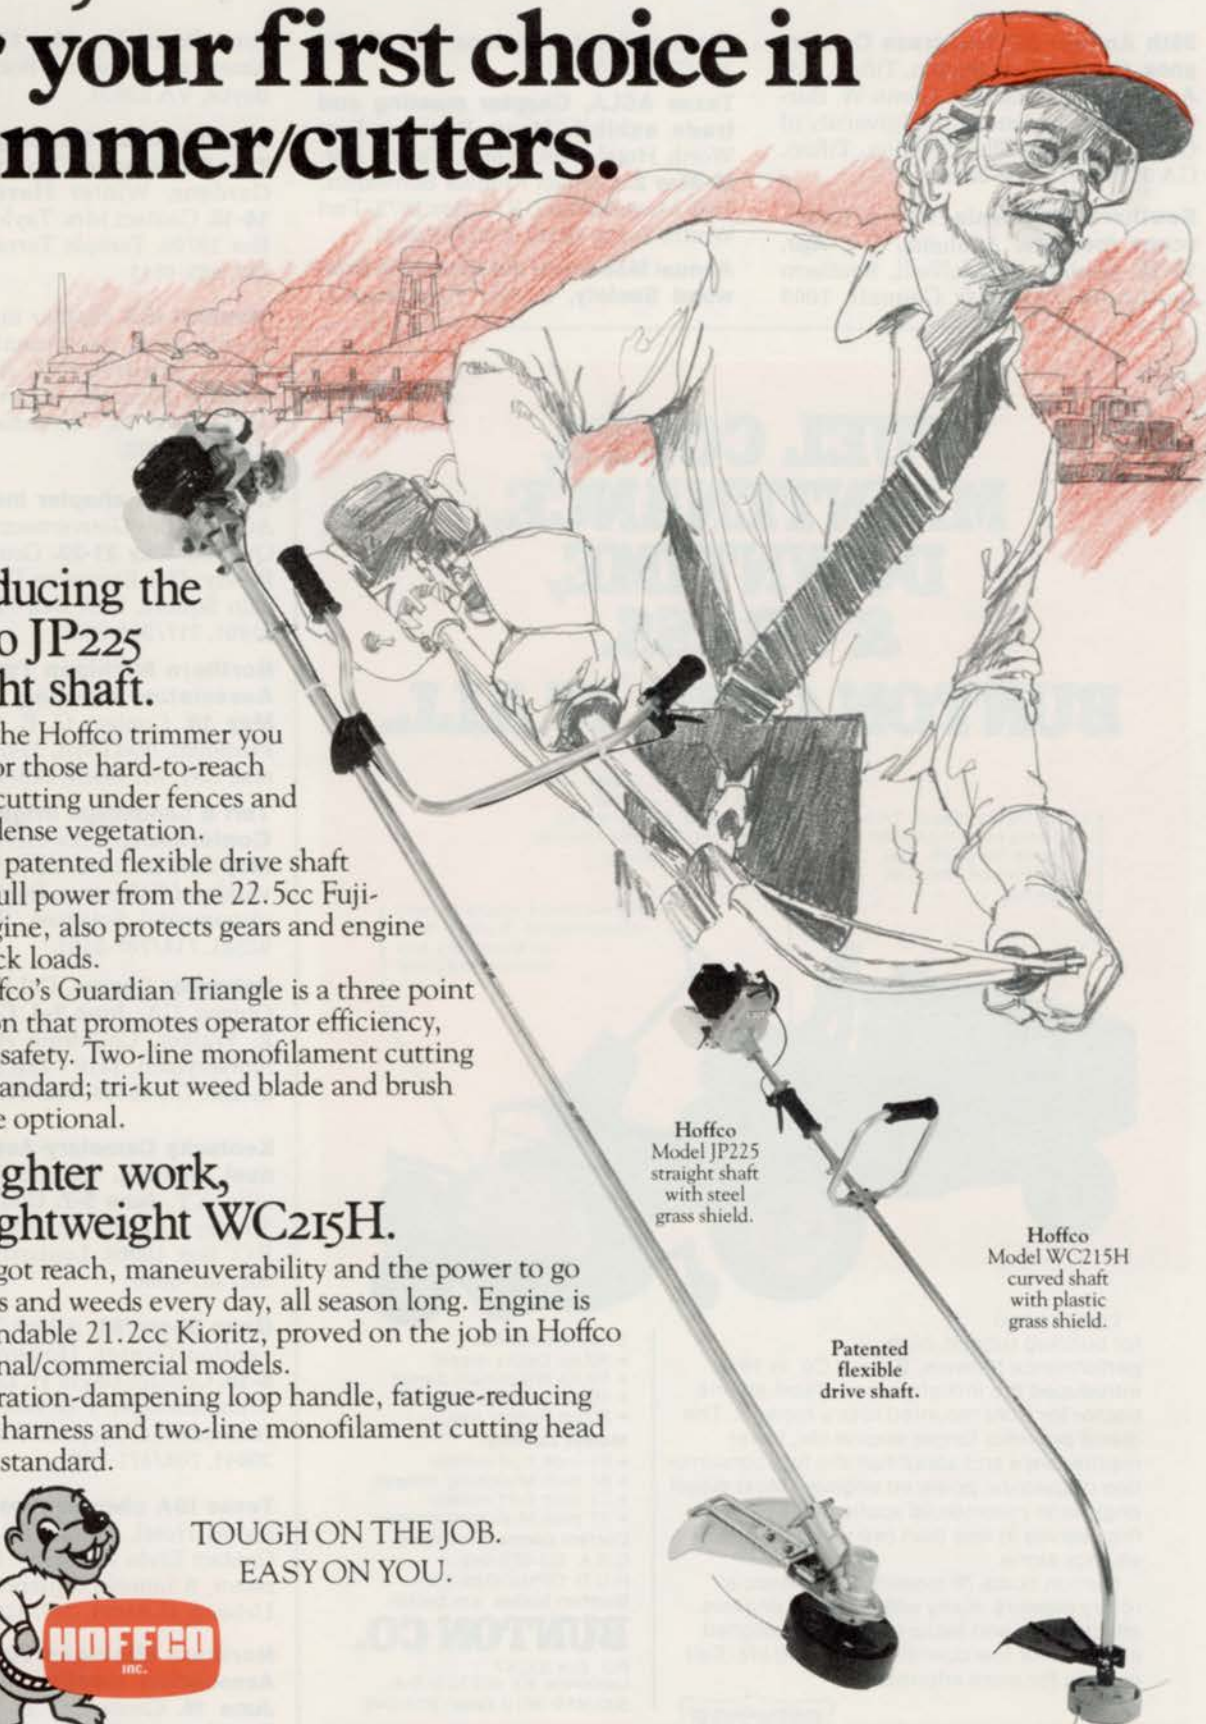 your first choice in
mmer/cutters.
ducing the
o JP225
ht shaft.
he Hoffco trimmer you
or those hard-to-reach
cutting under fences and
lense vegetation.
patented flexible drive shaft
ull power from the 22.5cc Fuji-
gine, also protects gears and engine
ck loads.
fco's Guardian Triangle is a three point
on that promotes operator efficiency,
safety. Two-line monofilament cutting
andard; tri-kut weed blade and brush
e optional.
ghter work,
ghtweight WC215H.
got reach, maneuverability and the power to go
s and weeds every day, all season long. Engine is
ndable 21.2cc Kioritz, proved on the job in Hoffco
nal/commercial models.
ration-dampening loop handle, fatigue-reducing
harness and two-line monofilament cutting head
standard.
Hoffco
Model JP225
straight shaft
with steel
grass shield.
Hoffco
Model WC215H
curved shaft
with plastic
grass shield.
Patented
flexible
drive shaft.
TOUGH ON THE JOB.
EASY ON YOU.
HOFFCO
INC.